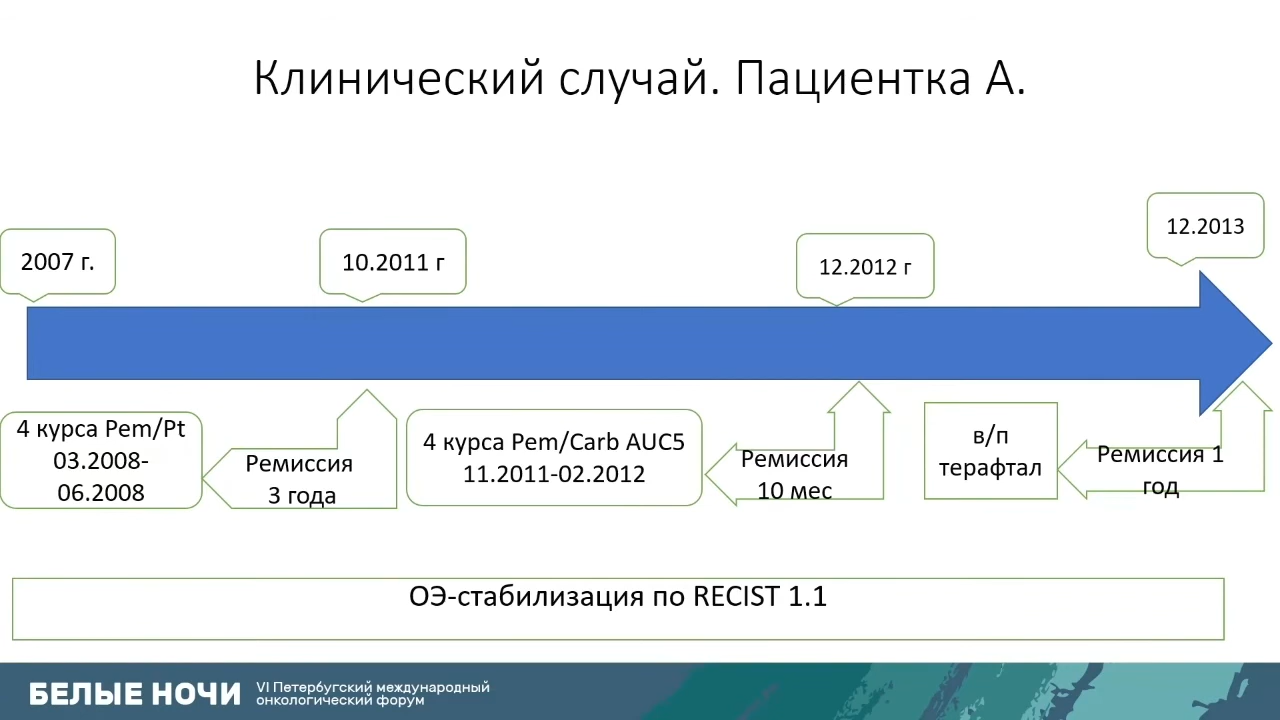 Клинический случай. Пациентка А.
2007 г.
10.2011 г
12.2012 г
12.2013
4 курса Pem/Pt
03.2008-
06.2008
Ремиссия
3 года
4 курса Pem/Carb AUC5
11.2011-02.2012
Ремиссия
10 мес
в/п
терафтал
Ремиссия 1
год
ОЭ-стабилизация по RECIST 1.1
БЕЛЫЕ НОЧИ
VI Петербургский международный
онкологический форум